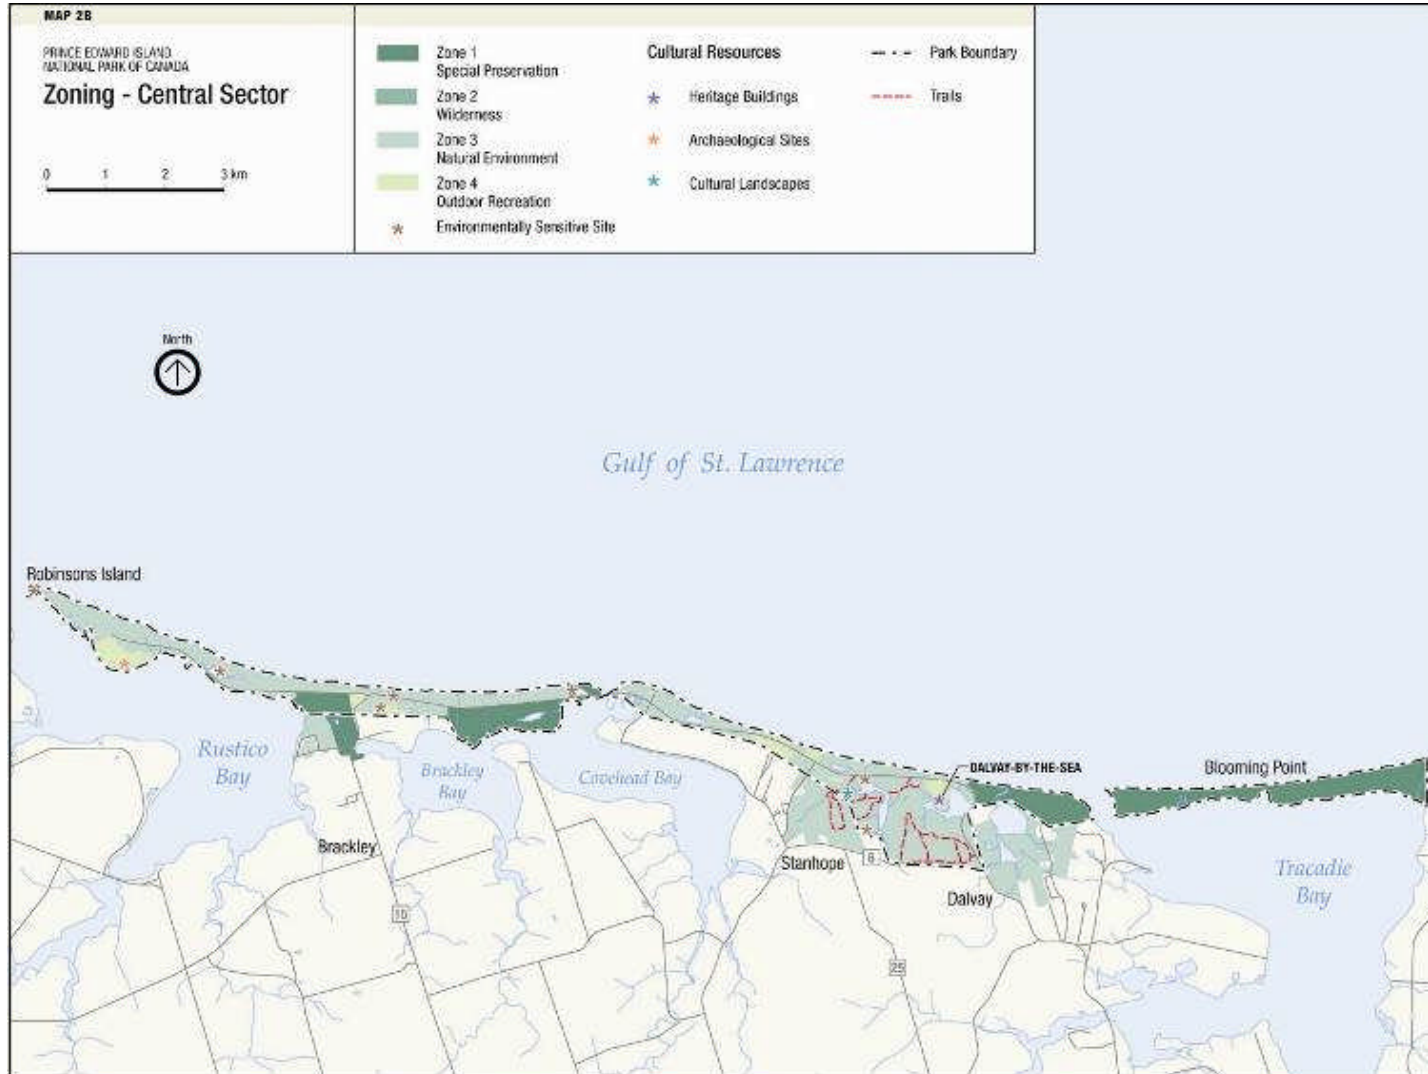 MAP 2B
PRINCE EDWARD ISLAND
NATIONAL PARK OF CANADA
Zoning - Central Sector
0 1 2 3 km
Zone 1
Special Preservation
Zone 2
Wilderness
Zone 3
Natural Environment
Zone 4
Outdoor Recreation
Environmentally Sensitive Site
Cultural Resources
Heritage Buildings
Archaeological Sites
Cultural Landscapes
Park Boundary
Trails
North
Gulf of St. Lawrence
Robinsons Island
Rustico
Bay
Brackley
Bay
Covehead Bay
DALVAY-BY-THE-SEA
Blooming Point
Brackley
Stanhope
6
Dalvay
Tracadie
Bay
15
25